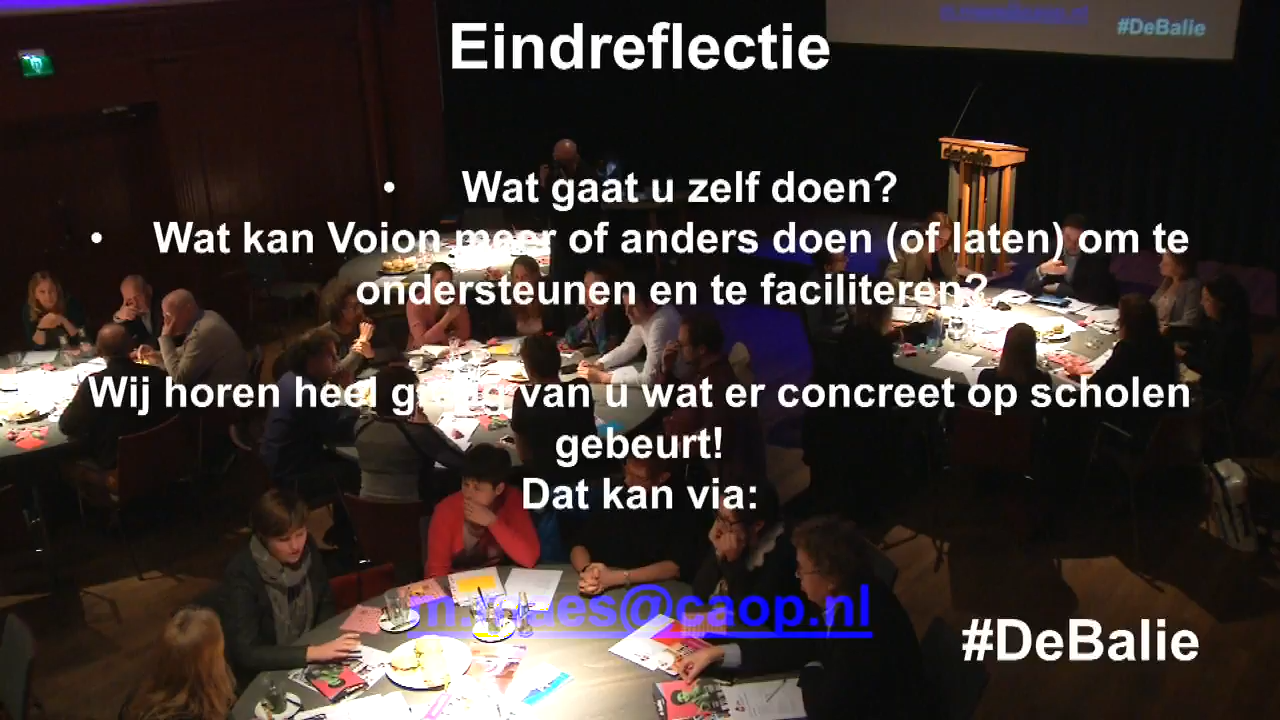 #DeBalie
Eindreflectie
• Wat gaat u zelf doen?
• Wat kan Voion meer of anders doen (of laten) om te
ondersteunen en te faciliteren?
Wij horen heel graag van u wat er concreet op scholen
gebeurt!
Dat kan via:
#DeBalie